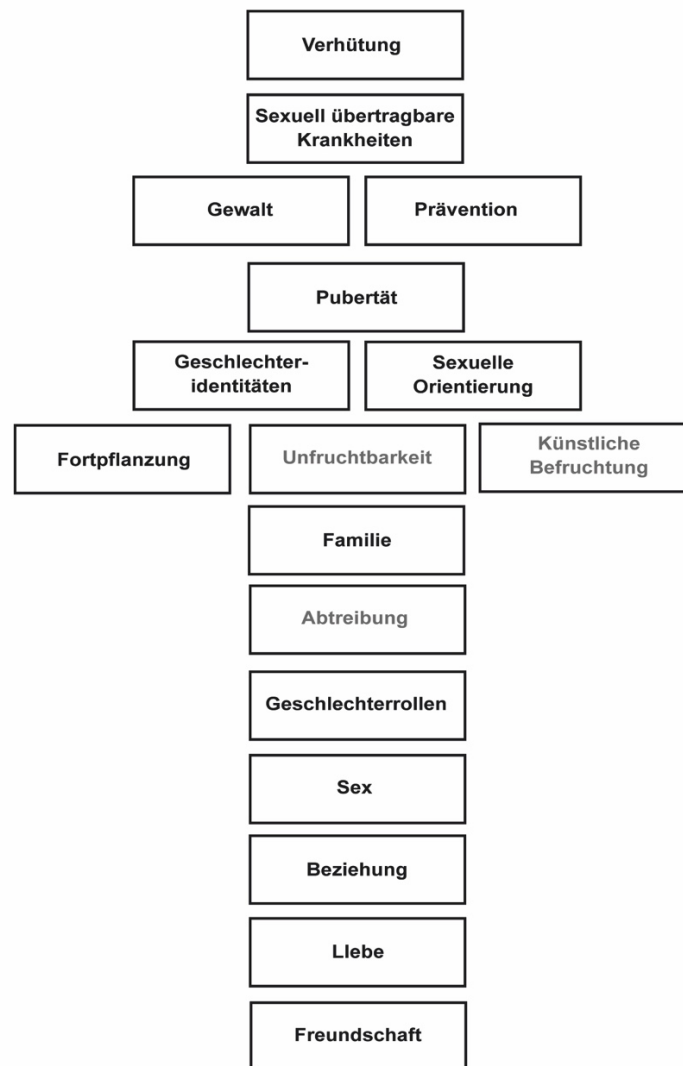 Verhütung
Sexuell übertragbare
Krankheiten
Gewalt
Prävention
Pubertät
Geschlechter-
identitäten
Sexuelle
Orientierung
Fortpflanzung
Unfruchtbarkeit
Künstliche
Befruchtung
Familie
Abtreibung
Geschlechterrollen
Sex
Beziehung
LIebe
Freundschaft